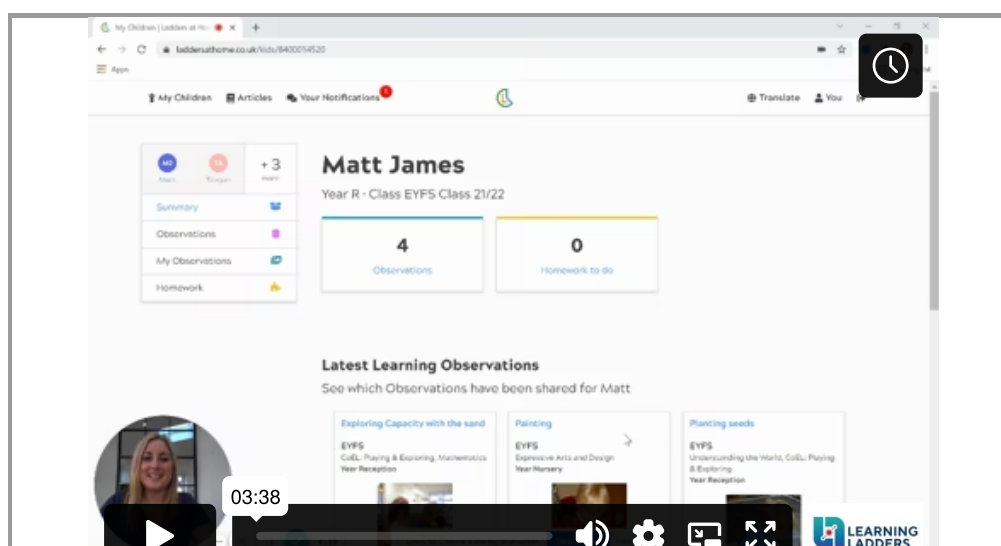 My Children | Ladders at Ho
laddersathome.co.uk/kids/8400014520
Apps
My Children Articles Your Notifications Translate You
+ 3
more
Summary
Observations
My Observations
Homework
Matt James
Year R - Class EYFS Class 21/22
4
Observations
0
Homework to do
Latest Learning Observations
See which Observations have been shared for Matt
Exploring Capacity with the sand
EYFS
CoEL: Playing & Exploring, Mathematics
Year Reception
Painting
EYFS
Expressive Arts and Design
Year Nursery
Planting seeds
EYFS
Understanding the World, CoEL: Playing
& Exploring
Year Reception
03:38
LEARNING
LADDERS